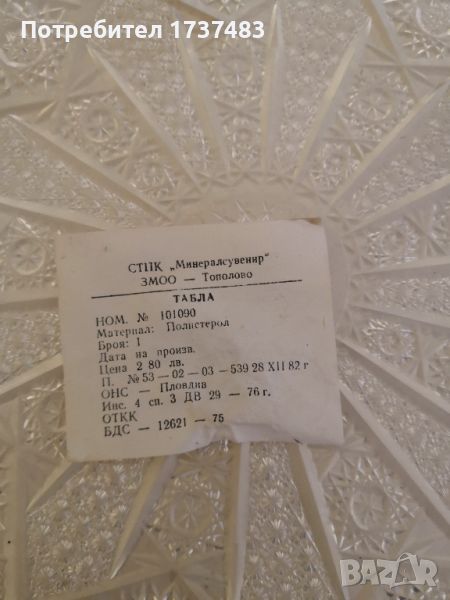 Потребител 1737483
СТПК „Минералсувенир"
ЗМОО — Тополово
ТАБЛА
НОМ. № 101090
Материал: Полистерол
Броя: 1
Дата на произв.
Цена 2 80 лв.
П. №53—02—03—539 28 XII 82 г
ОНС — Пловдив
Инс. 4 сп. 3 ДВ 29 — 76 г.
ОТКК
БДС — 12621 — 75
BAZAR